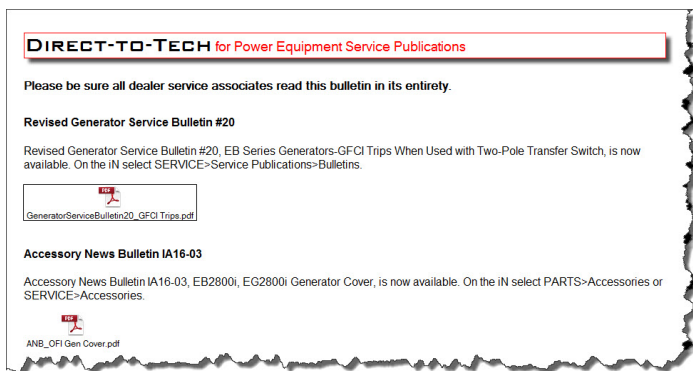 DIRECT-TO-TECH for Power Equipment Service Publications
Please be sure all dealer service associates read this bulletin in its entirety.
Revised Generator Service Bulletin #20
Revised Generator Service Bulletin #20, EB Series Generators-GFCI Trips When Used with Two-Pole Transfer Switch, is now
available. On the iN select SERVICE>Service Publications>Bulletins.
PDF
GeneratorServiceBulletin20_GFCI Trips.pdf
Accessory News Bulletin IA16-03
Accessory News Bulletin IA16-03, EB2800i, EG2800i Generator Cover, is now available. On the iN select PARTS>Accessories or
SERVICE>Accessories.
PDF
ANB_OFI Gen Cover.pdf